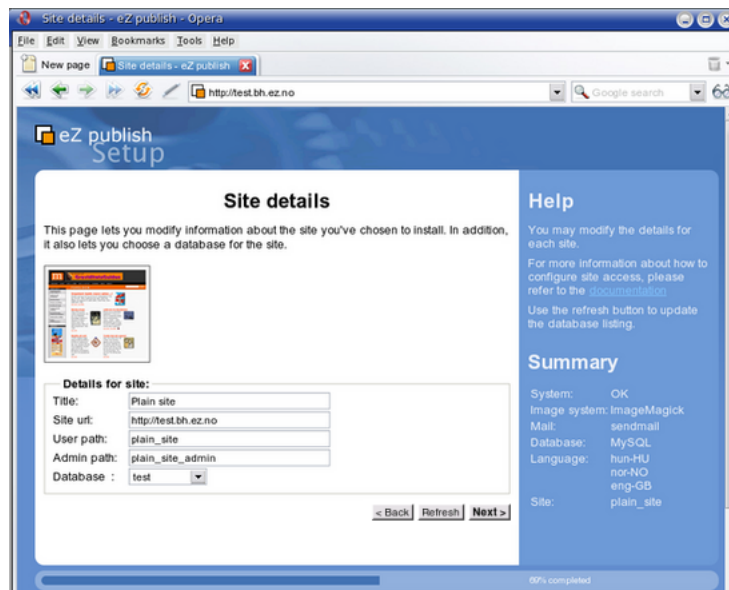 Site details - eZ publish - Opera
File Edit View Bookmarks Tools Help
New page Site details - eZ publish
http://test.bh.ez.no Google search
eZ publish
Setup
Site details
This page lets you modify information about the site you've chosen to install. In addition,
it also lets you choose a database for the site.
Details for site:
Title: Plain site
Site url: http://test.bh.ez.no
User path: plain_site
Admin path: plain_site_admin
Database : test
< Back Refresh Next >
Help
You may modify the details for
each site.
For more information about how to
configure site access, please
refer to the documentation
Use the refresh button to update
the database listing.
Summary
System: OK
Image system: ImageMagick
Mail: sendmail
Database: MySQL
Language: hun-HU
nor-NO
eng-GB
Site: plain_site
69% completed